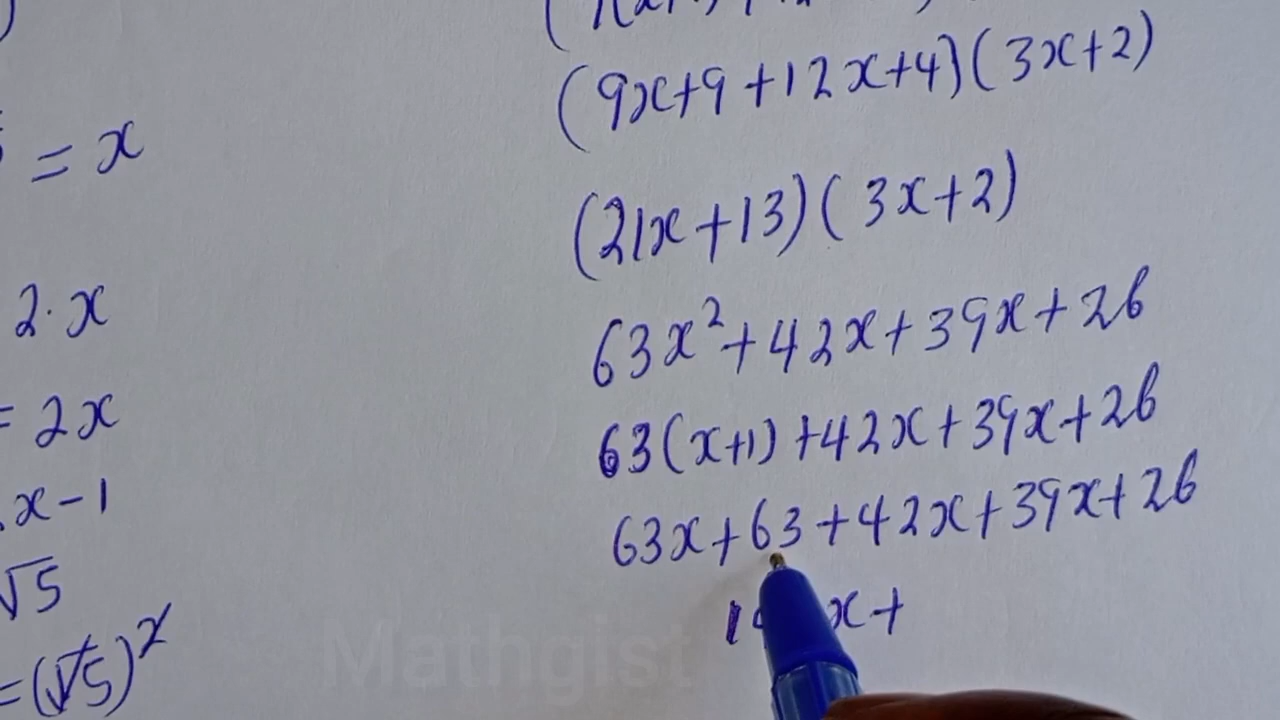 = x
2·x
= 2x
x-1
√5
=(√5)²
(9x+9+12x+4)(3x+2)
(21x+13)(3x+2)
63x²+42x+39x+26
63(x+1)+42x+39x+26
63x+63+42x+39x+26
x+
Mathgist